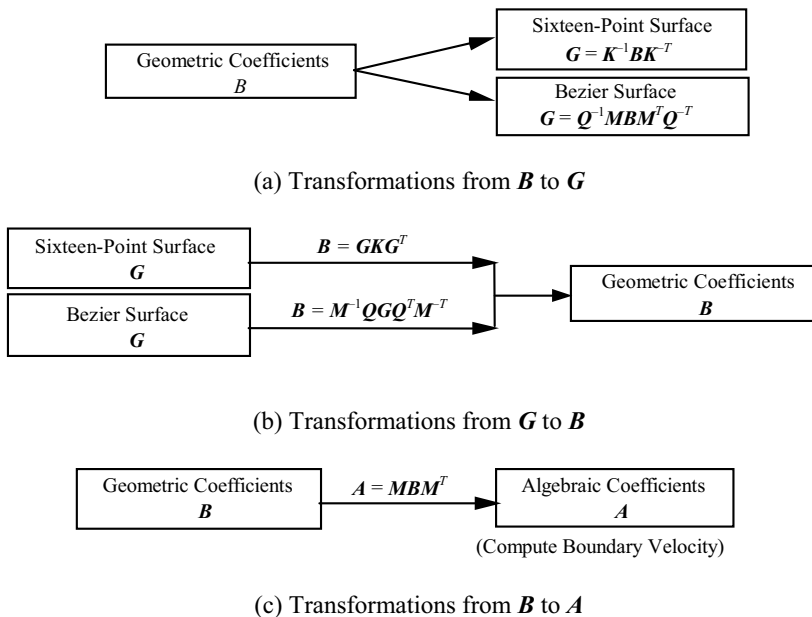 Sixteen-Point Surface
G = K⁻¹BK⁻ᵀ
Geometric Coefficients
B
Bezier Surface
G = Q⁻¹MBMᵀQ⁻ᵀ
(a) Transformations from B to G
Sixteen-Point Surface
G
B = GKGᵀ
Geometric Coefficients
B
Bezier Surface
G
B = M⁻¹QGQᵀM⁻ᵀ
(b) Transformations from G to B
Geometric Coefficients
B
A = MBMᵀ
Algebraic Coefficients
A
(Compute Boundary Velocity)
(c) Transformations from B to A